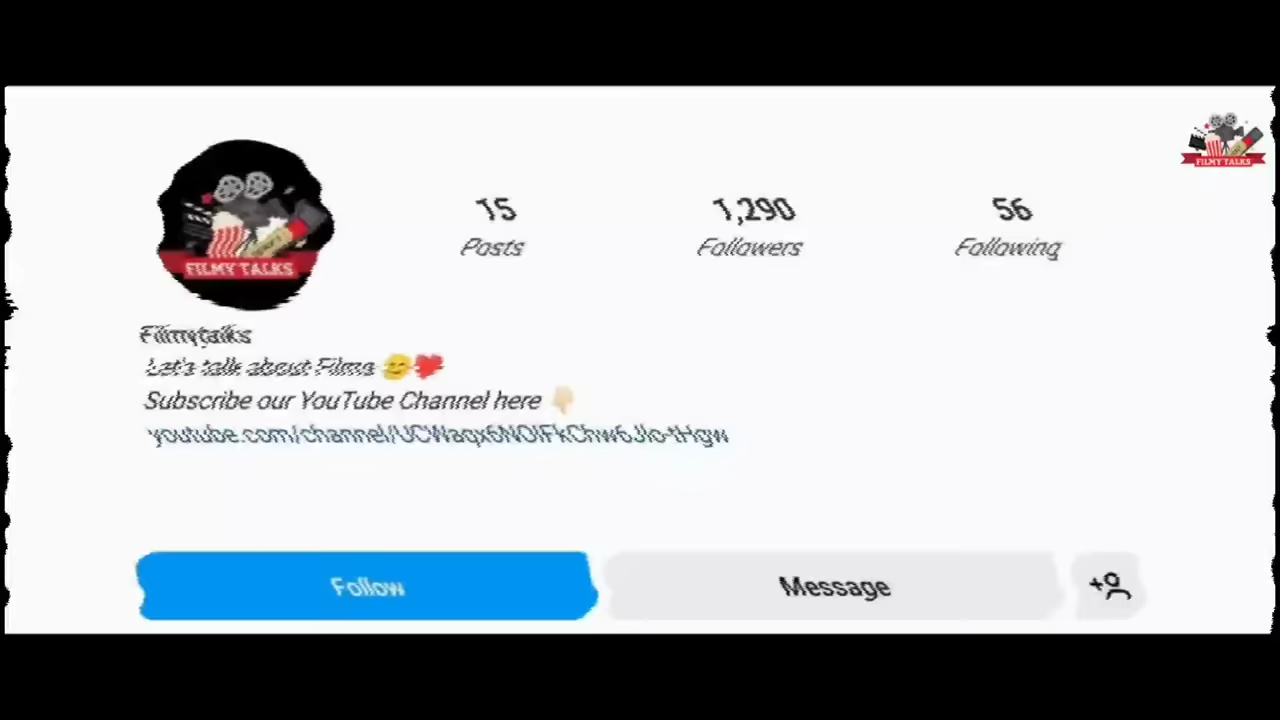 FILMY TALKS
15 1,290 56
Posts Followers Following
FILMY TALKS
Filmytalks
Let's talk about Films 😊❤️
Subscribe our YouTube Channel here 👇🏻
Follow Message